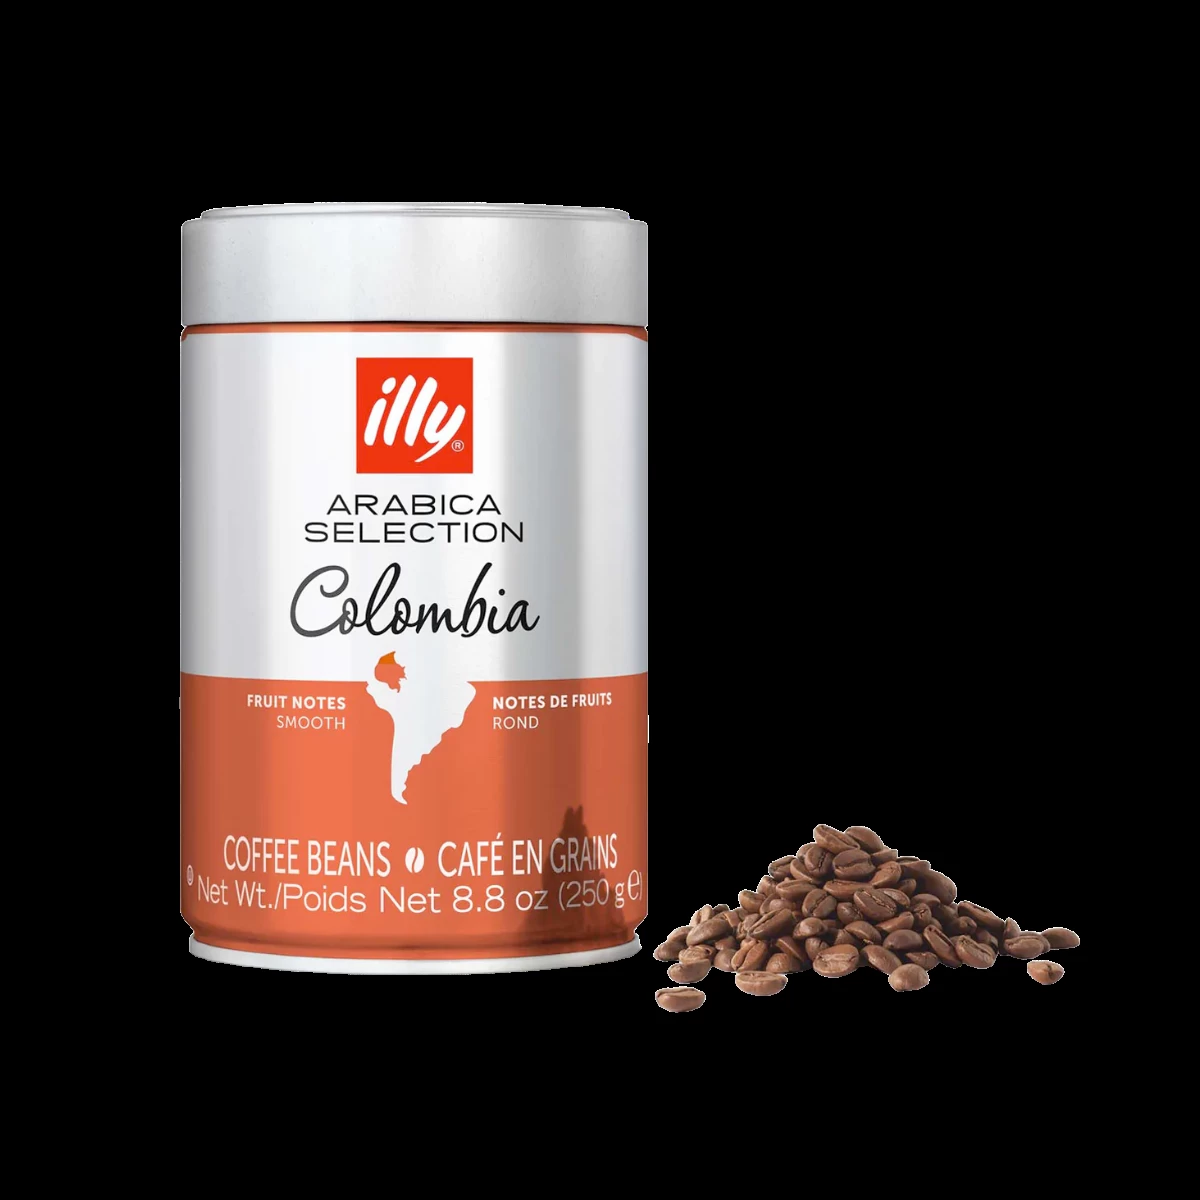 illy®
ARABICA
SELECTION
Colombia
FRUIT NOTES
SMOOTH
NOTES DE FRUITS
ROND
COFFEE BEANS CAFÉ EN GRAINS
Net Wt./Poids Net 8.8 oz (250 g ℮)